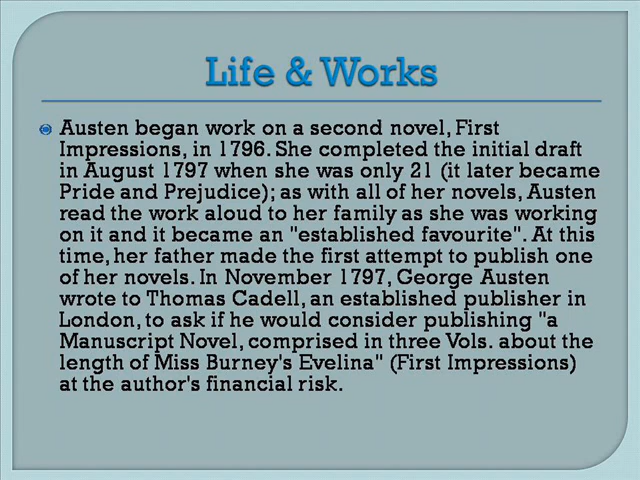 Life & Works
Austen began work on a second novel, First
Impressions, in 1796. She completed the initial draft
in August 1797 when she was only 21 (it later became
Pride and Prejudice); as with all of her novels, Austen
read the work aloud to her family as she was working
on it and it became an "established favourite". At this
time, her father made the first attempt to publish one
of her novels. In November 1797, George Austen
wrote to Thomas Cadell, an established publisher in
London, to ask if he would consider publishing "a
Manuscript Novel, comprised in three Vols. about the
length of Miss Burney's Evelina" (First Impressions)
at the author's financial risk.